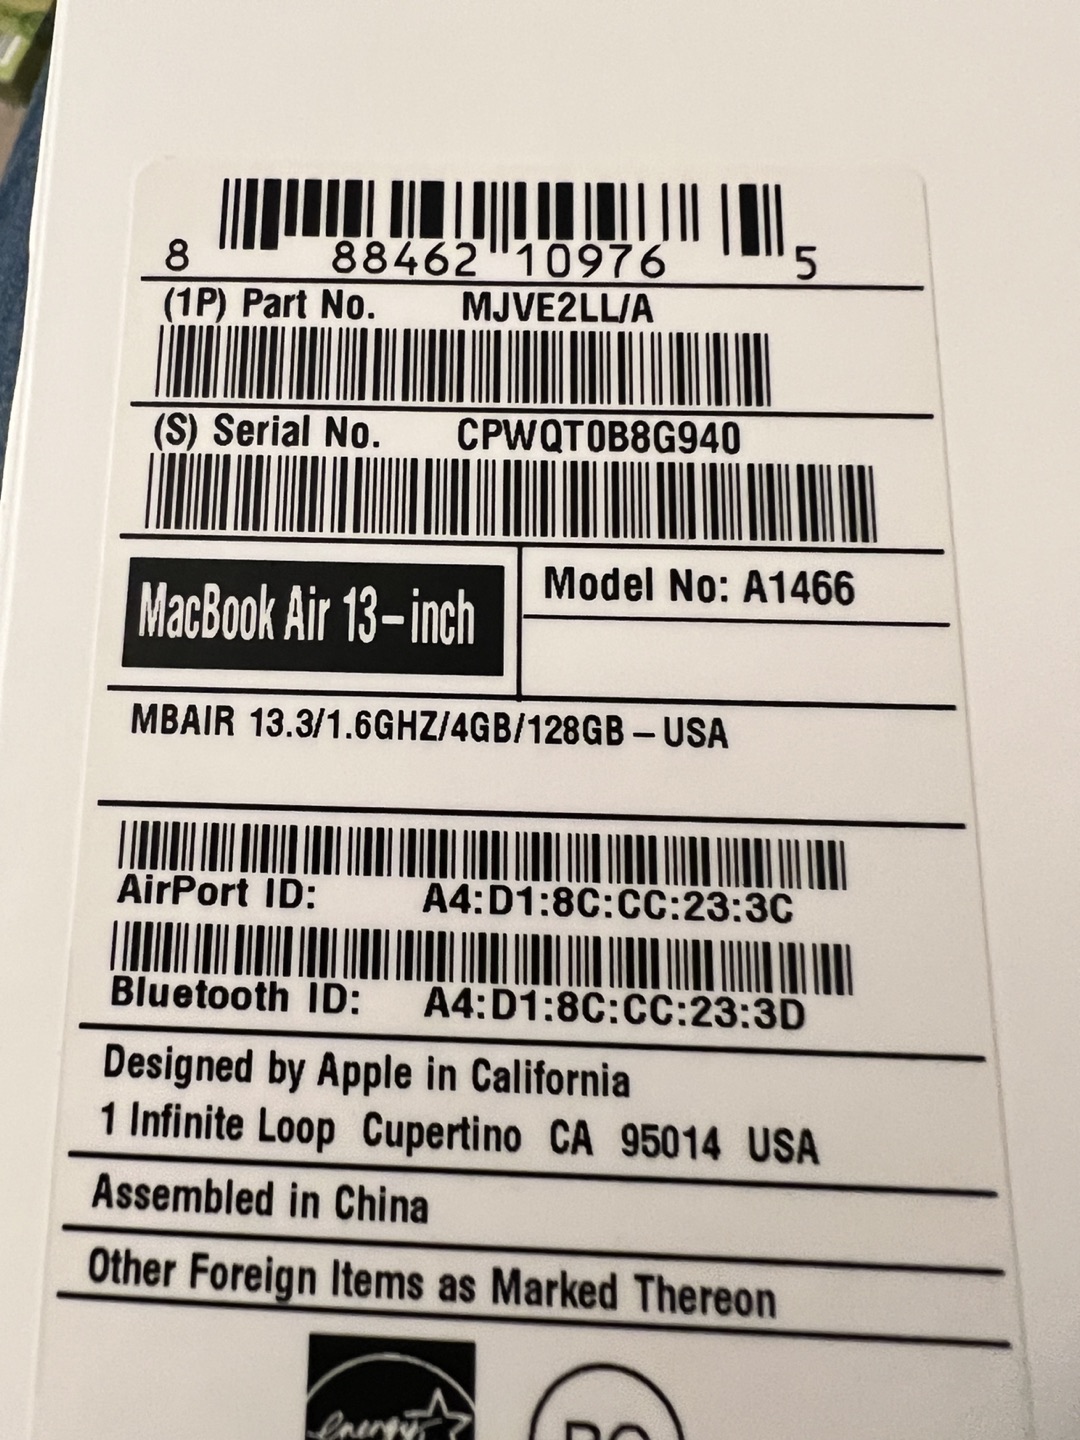 8 88462 10976 5
(1P) Part No. MJVE2LL/A
(S) Serial No. CPWQT0B8G940
MacBook Air 13-inch
Model No: A1466
MBAIR 13.3/1.6GHZ/4GB/128GB – USA
AirPort ID: A4:D1:8C:CC:23:3C
Bluetooth ID: A4:D1:8C:CC:23:3D
Designed by Apple in California
1 Infinite Loop Cupertino CA 95014 USA
Assembled in China
Other Foreign Items as Marked Thereon
energy